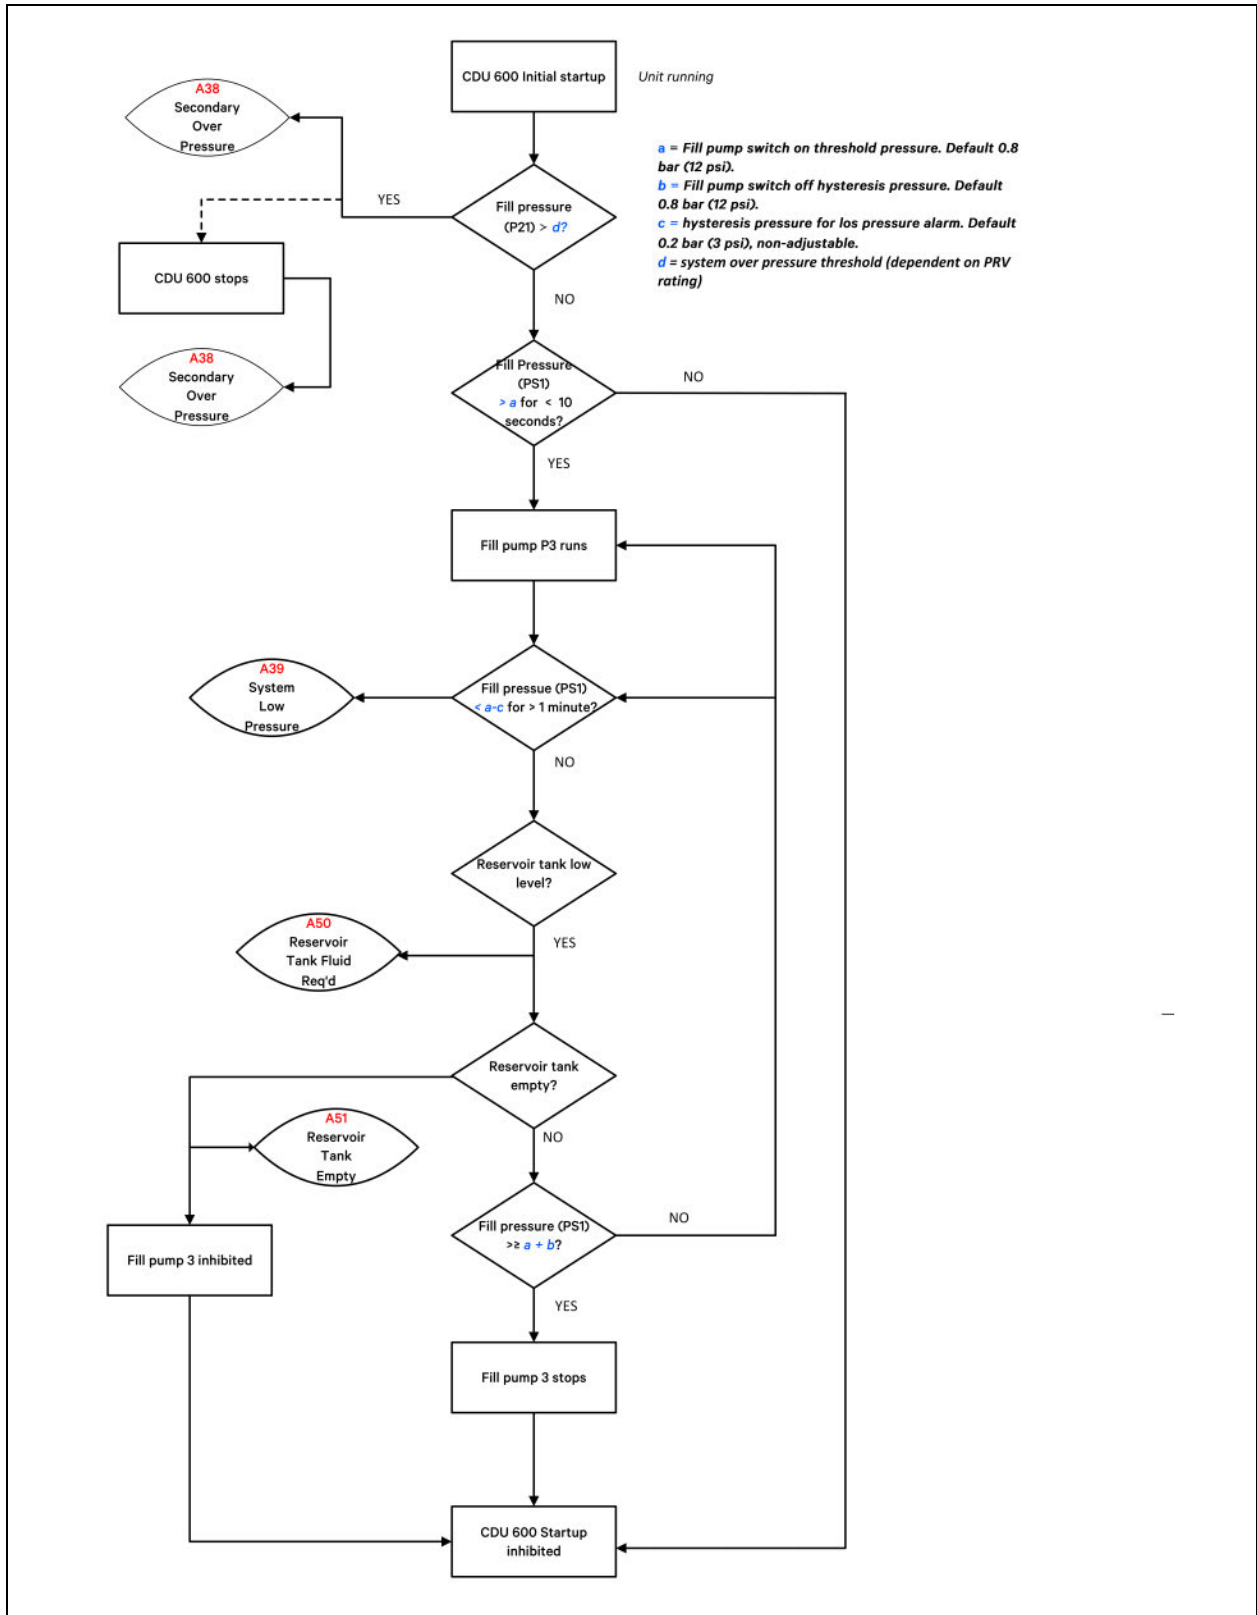 CDU 600 Initial startup
Unit running
A38
Secondary
Over
Pressure
a = Fill pump switch on threshold pressure. Default 0.8
bar (12 psi).
b = Fill pump switch off hysteresis pressure. Default
0.8 bar (12 psi).
c = hysteresis pressure for los pressure alarm. Default
0.2 bar (3 psi), non-adjustable.
d = system over pressure threshold (dependent on PRV
rating)
YES
Fill pressure
(P21) > d?
CDU 600 stops
NO
A38
Secondary
Over
Pressure
Fill Pressure
(PS1)
> a for < 10
seconds?
NO
YES
Fill pump P3 runs
A39
System
Low
Pressure
Fill pressue (PS1)
< a-c for > 1 minute?
NO
Reservoir tank low
level?
YES
A50
Reservoir
Tank Fluid
Req'd
Reservoir tank
empty?
A51
Reservoir
Tank
Empty
NO
Fill pressure (PS1)
>≥ a + b?
NO
Fill pump 3 inhibited
YES
Fill pump 3 stops
CDU 600 Startup
inhibited